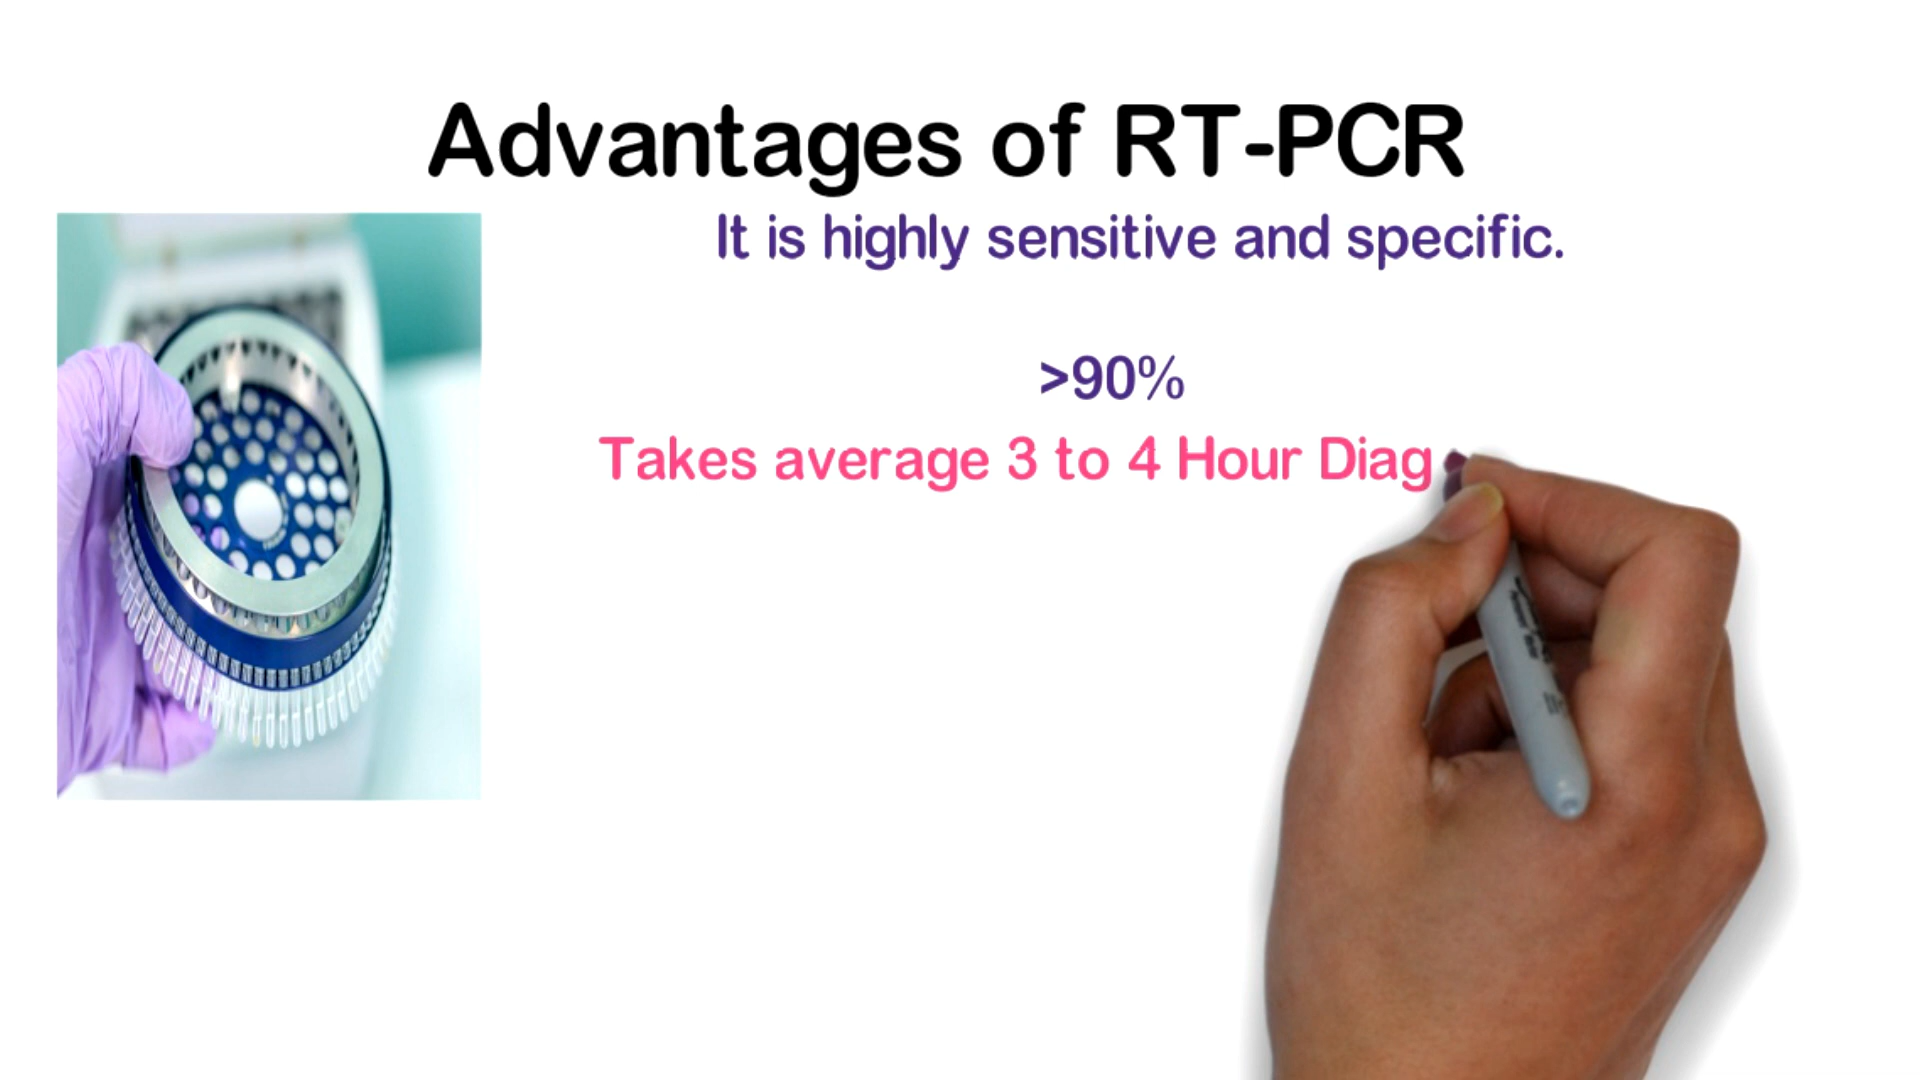 Advantages of RT-PCR
It is highly sensitive and specific.
>90%
Takes average 3 to 4 Hour Diag